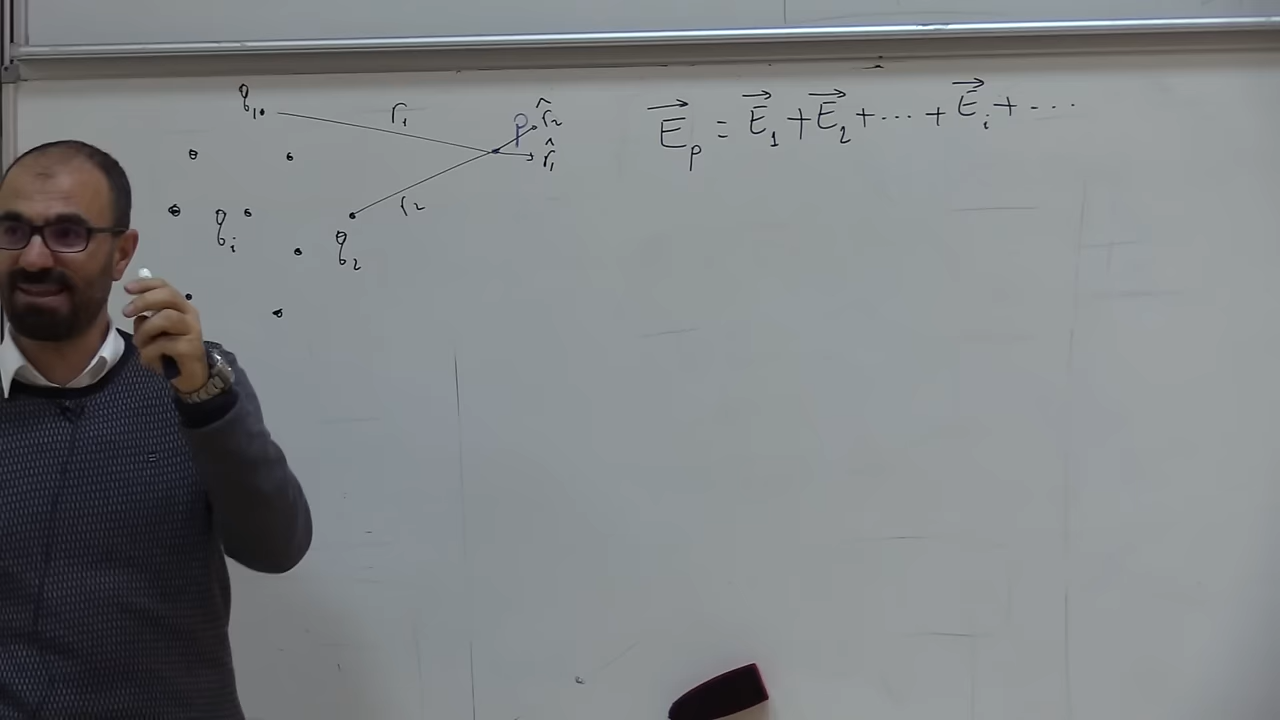 q₁ r₁ P r̂₂
r̂₁
r₂
qᵢ q₂
E⃗ₚ = E⃗₁ + E⃗₂ + ... + E⃗ᵢ + ...